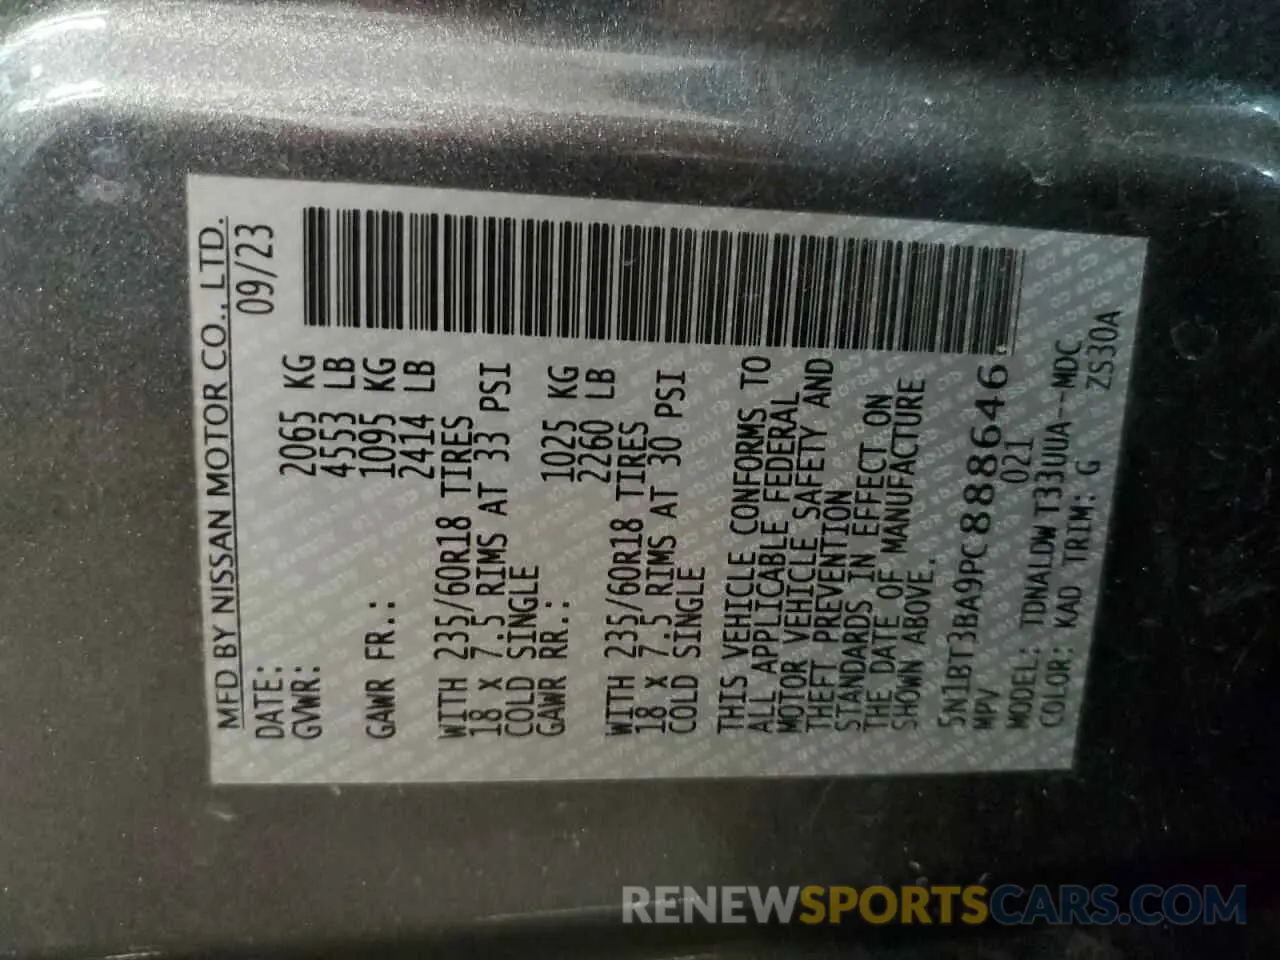 MFD BY NISSAN MOTOR CO., LTD.
DATE: 09/23
GVWR: 2065 KG
4553 LB
GAWR FR.: 1095 KG
2414 LB
WITH 235/60R18 TIRES
18 X 7.5 RIMS AT 33 PSI
COLD SINGLE
GAWR RR.: 1025 KG
2260 LB
WITH 235/60R18 TIRES
18 X 7.5 RIMS AT 30 PSI
COLD SINGLE
THIS VEHICLE CONFORMS TO
ALL APPLICABLE FEDERAL
MOTOR VEHICLE SAFETY AND
THEFT PREVENTION
STANDARDS IN EFFECT ON
THE DATE OF MANUFACTURE
SHOWN ABOVE.
5N1BT3BA9PC888646
MPV 021
MODEL: TDNALDW T33UUA--MDC
COLOR: KAD TRIM: G ZS30A
RENEWSPORTSCARS.COM